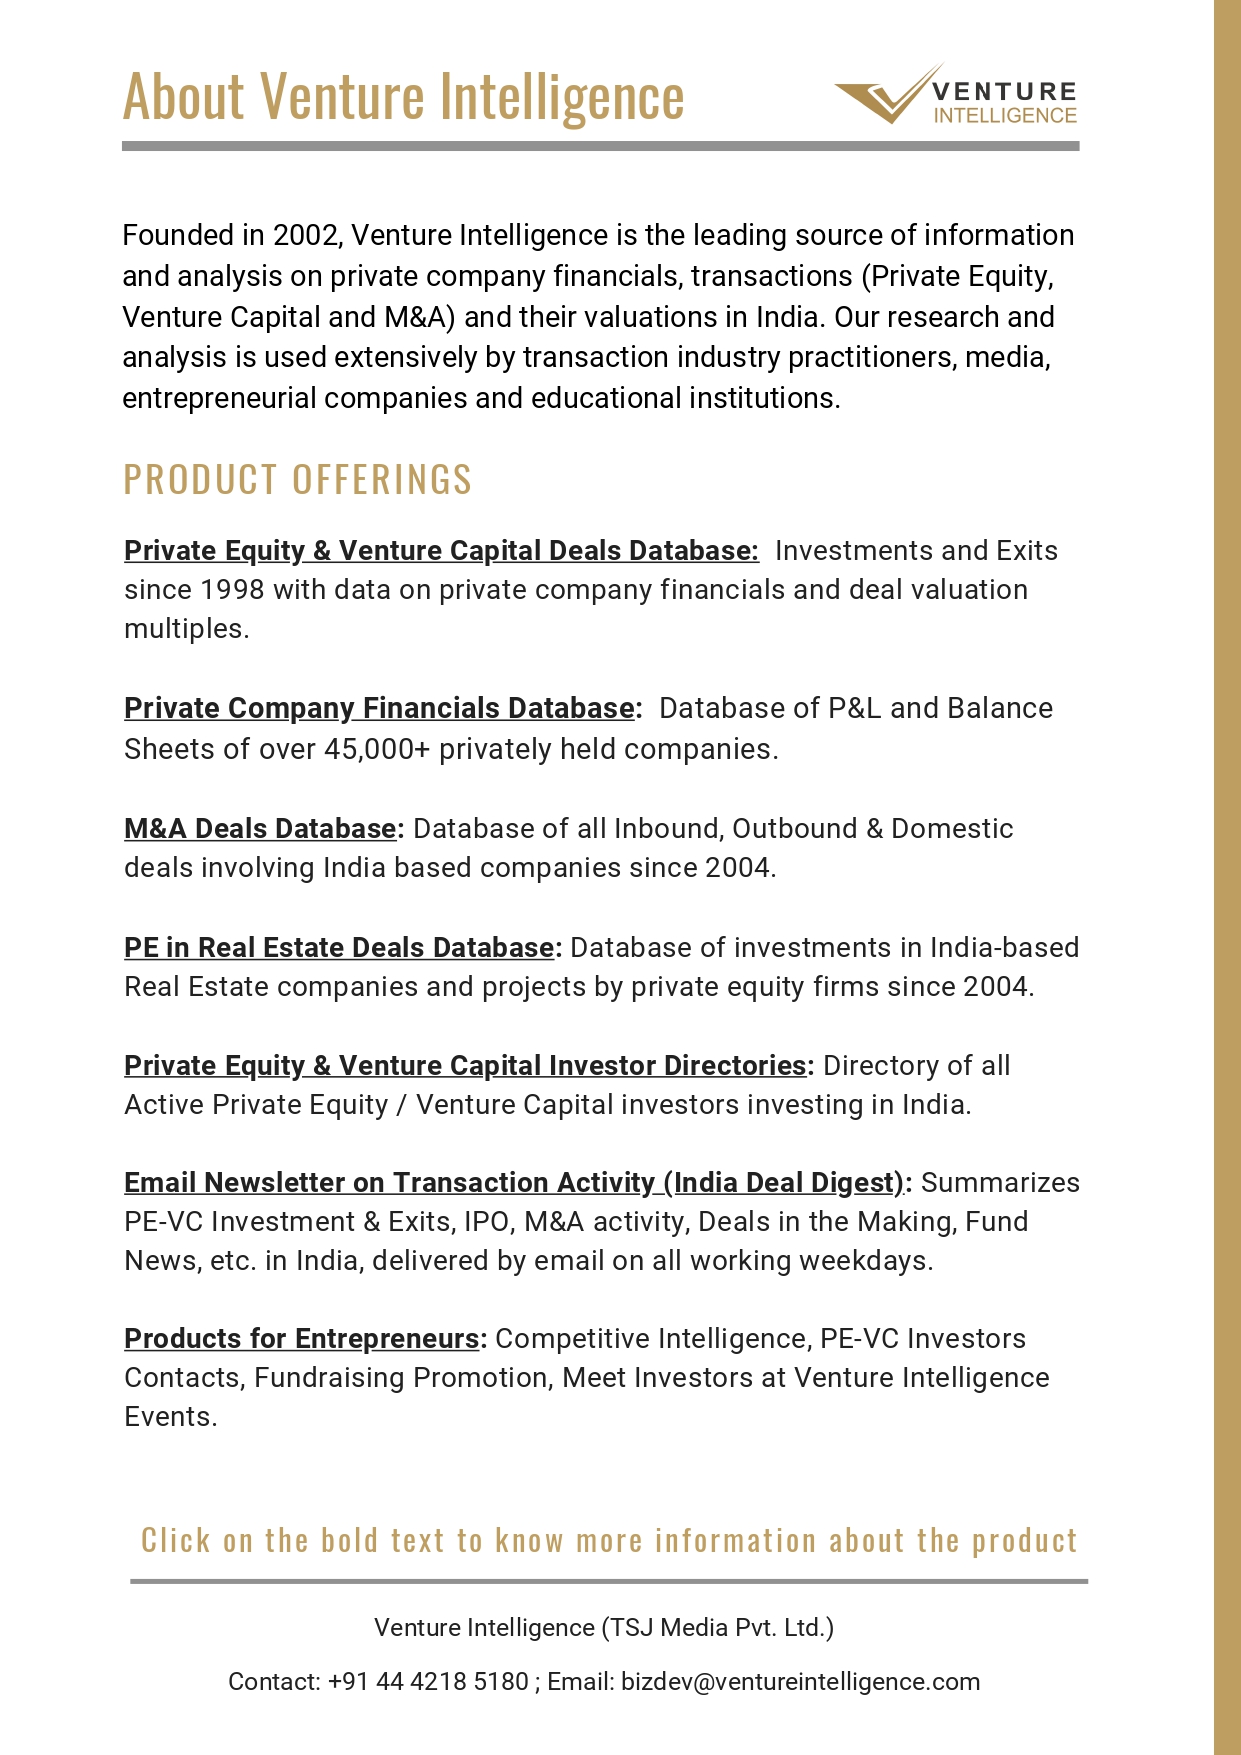 About Venture Intelligence
VENTURE
INTELLIGENCE
Founded in 2002, Venture Intelligence is the leading source of information
and analysis on private company financials, transactions (Private Equity,
Venture Capital and M&A) and their valuations in India. Our research and
analysis is used extensively by transaction industry practitioners, media,
entrepreneurial companies and educational institutions.
PRODUCT OFFERINGS
Private Equity & Venture Capital Deals Database: Investments and Exits
since 1998 with data on private company financials and deal valuation
multiples.
Private Company Financials Database: Database of P&L and Balance
Sheets of over 45,000+ privately held companies.
M&A Deals Database: Database of all Inbound, Outbound & Domestic
deals involving India based companies since 2004.
PE in Real Estate Deals Database: Database of investments in India-based
Real Estate companies and projects by private equity firms since 2004.
Private Equity & Venture Capital Investor Directories: Directory of all
Active Private Equity / Venture Capital investors investing in India.
Email Newsletter on Transaction Activity (India Deal Digest): Summarizes
PE-VC Investment & Exits, IPO, M&A activity, Deals in the Making, Fund
News, etc. in India, delivered by email on all working weekdays.
Products for Entrepreneurs: Competitive Intelligence, PE-VC Investors
Contacts, Fundraising Promotion, Meet Investors at Venture Intelligence
Events.
Click on the bold text to know more information about the product
Venture Intelligence (TSJ Media Pvt. Ltd.)
Contact: +91 44 4218 5180 ; Email: bizdev@ventureintelligence.com